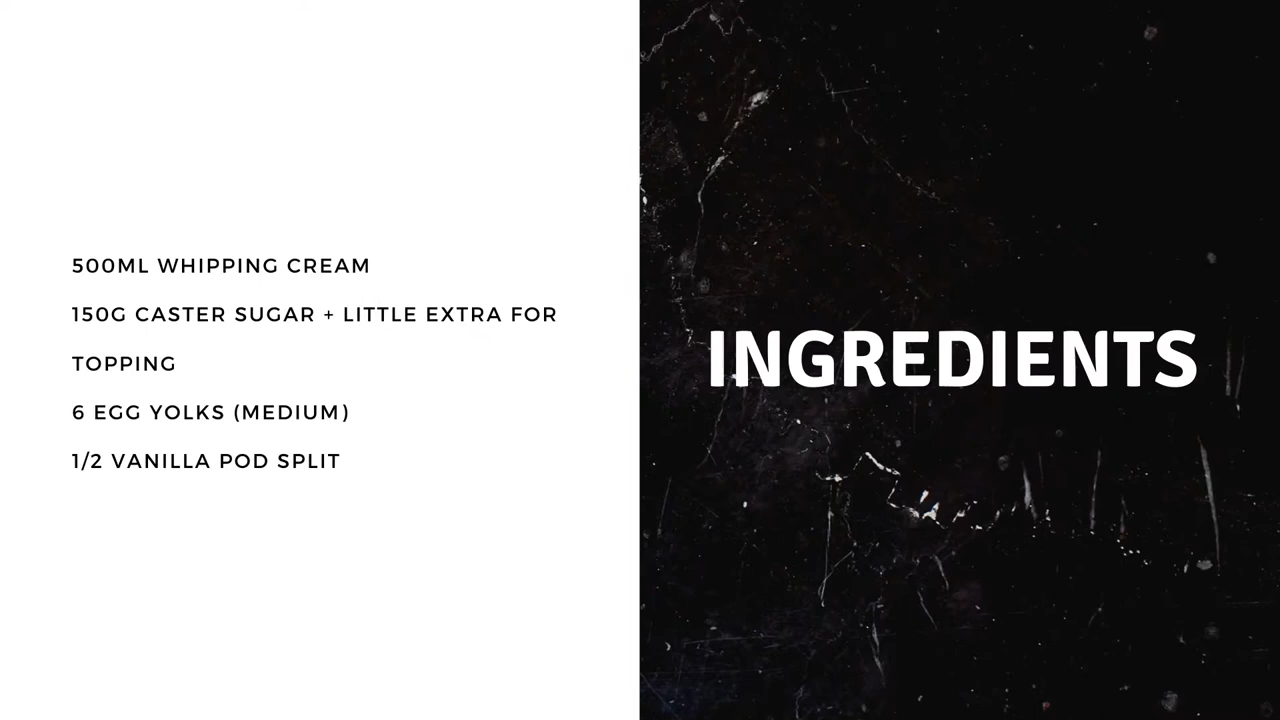 500ML WHIPPING CREAM
150G CASTER SUGAR + LITTLE EXTRA FOR
TOPPING
6 EGG YOLKS (MEDIUM)
1/2 VANILLA POD SPLIT
INGREDIENTS